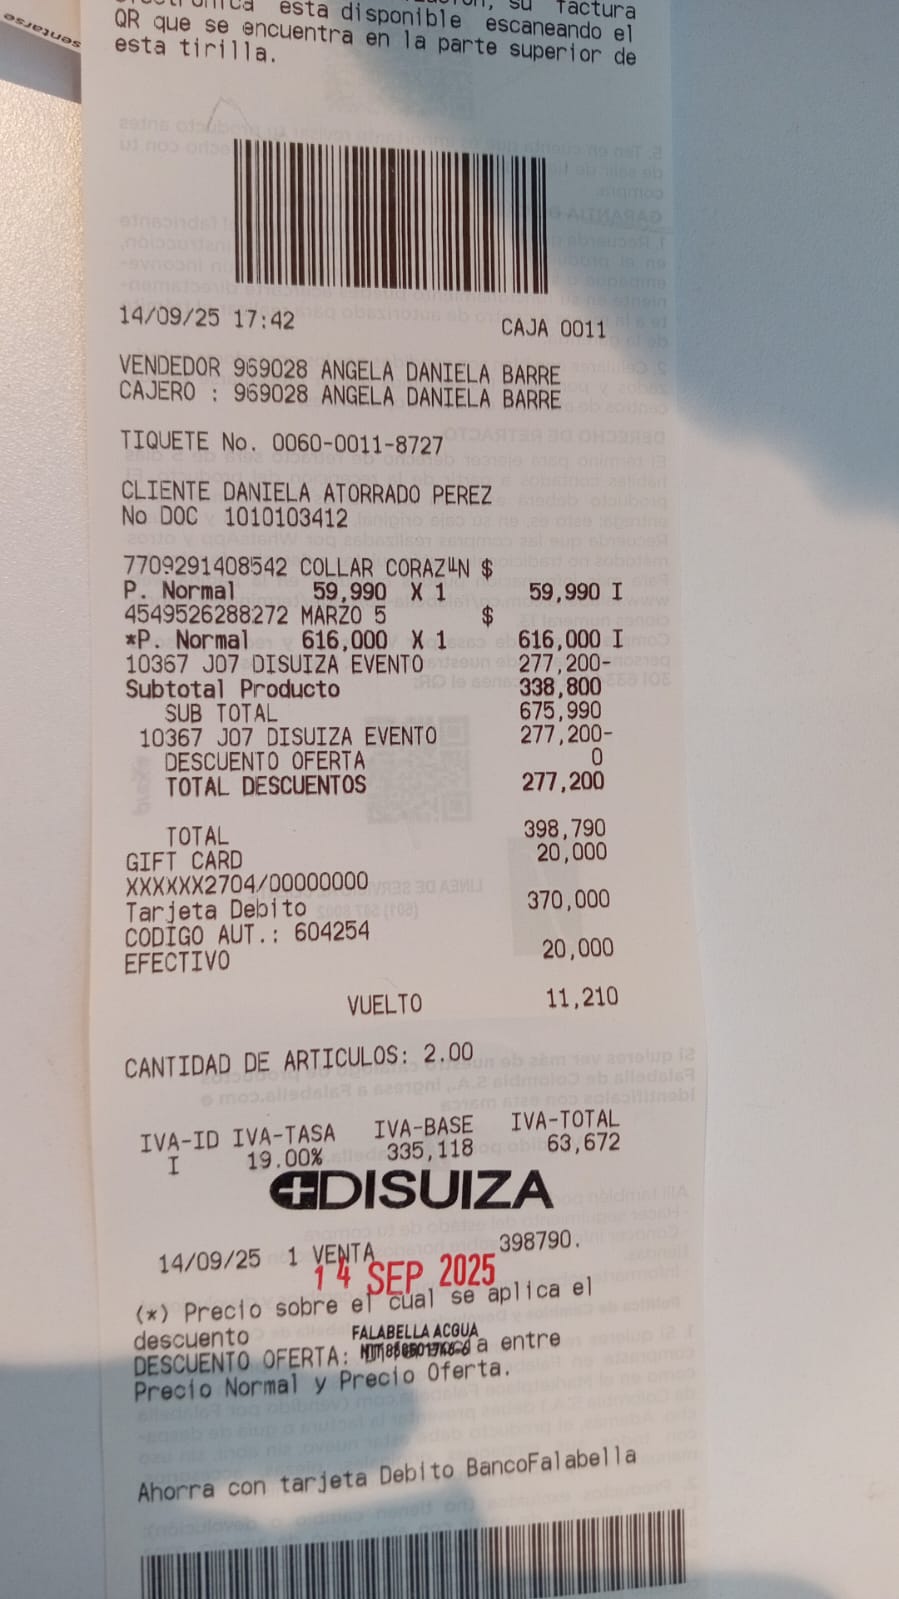 su factura
esta disponible escaneando el
QR que se encuentra en la parte superior de
esta tirilla.
14/09/25 17:42 CAJA 0011
VENDEDOR 969028 ANGELA DANIELA BARRE
CAJERO : 969028 ANGELA DANIELA BARRE
TIQUETE No. 0060-0011-8727
CLIENTE DANIELA ATORRADO PEREZ
No DOC 1010103412
7709291408542 COLLAR CORAZ╨N $
P. Normal 59,990 X 1 59,990 I
4549526288272 MARZO 5 $
*P. Normal 616,000 X 1 616,000 I
10367 J07 DISUIZA EVENTO 277,200-
Subtotal Producto 338,800
SUB TOTAL 675,990
10367 J07 DISUIZA EVENTO 277,200-
DESCUENTO OFERTA 0
TOTAL DESCUENTOS 277,200
TOTAL 398,790
GIFT CARD 20,000
XXXXXX2704/00000000
Tarjeta Debito 370,000
CODIGO AUT.: 604254
EFECTIVO 20,000
VUELTO 11,210
CANTIDAD DE ARTICULOS: 2.00
IVA-ID IVA-TASA IVA-BASE IVA-TOTAL
I 19.00% 335,118 63,672
DISUIZA
14/09/25 1 VENTA 398790.
14 SEP 2025
(*) Precio sobre el cual se aplica el
descuento
FALABELLA ACQUA
DESCUENTO OFERTA: a entre
Precio Normal y Precio Oferta.
Ahorra con tarjeta Debito BancoFalabella